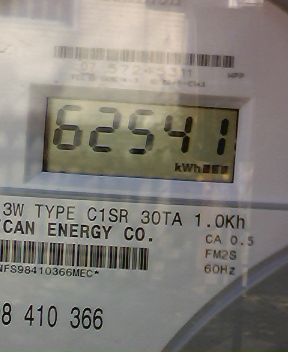 62541
kWh
3W TYPE C1SR 30TA 1.0Kh
CAN ENERGY CO.
CA 0.5
FM2S
60Hz
NFS98410366MEC*
8 410 366